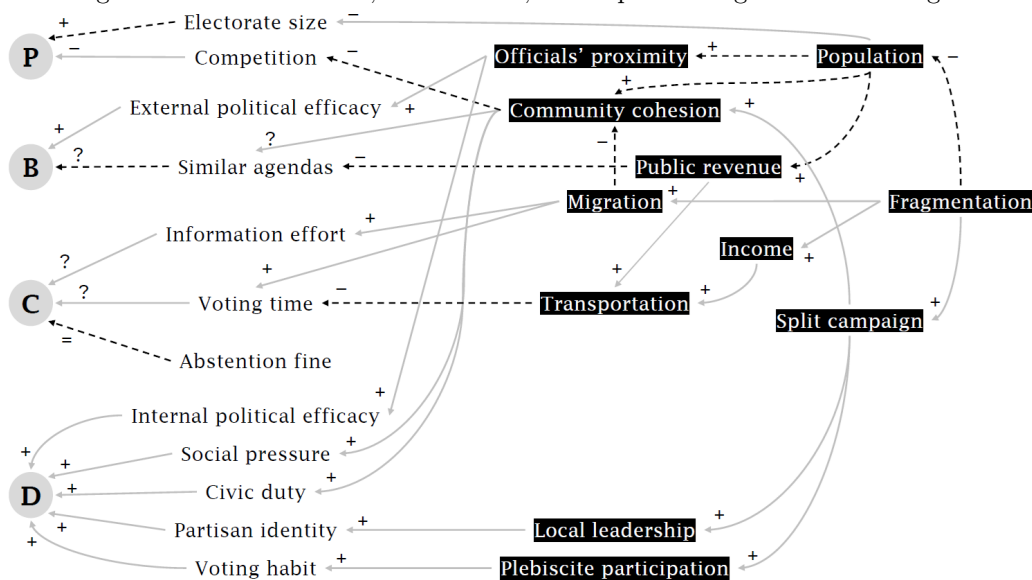 Electorate size
+
−
P
−
Competition
−
Officials' proximity
+
Population
−
+
External political efficacy
+
Community cohesion
+
+
B
?
Similar agendas
?
−
−
Public revenue
+
Migration
+
Fragmentation
Information effort
+
Income
+
?
+
+
C
?
Voting time
−
Transportation
+
Split campaign
+
=
Abstention fine
Internal political efficacy
+
+
Social pressure
+
+
D
+
Civic duty
+
+
Partisan identity
+
Local leadership
+
+
Voting habit
+
Plebiscite participation
+